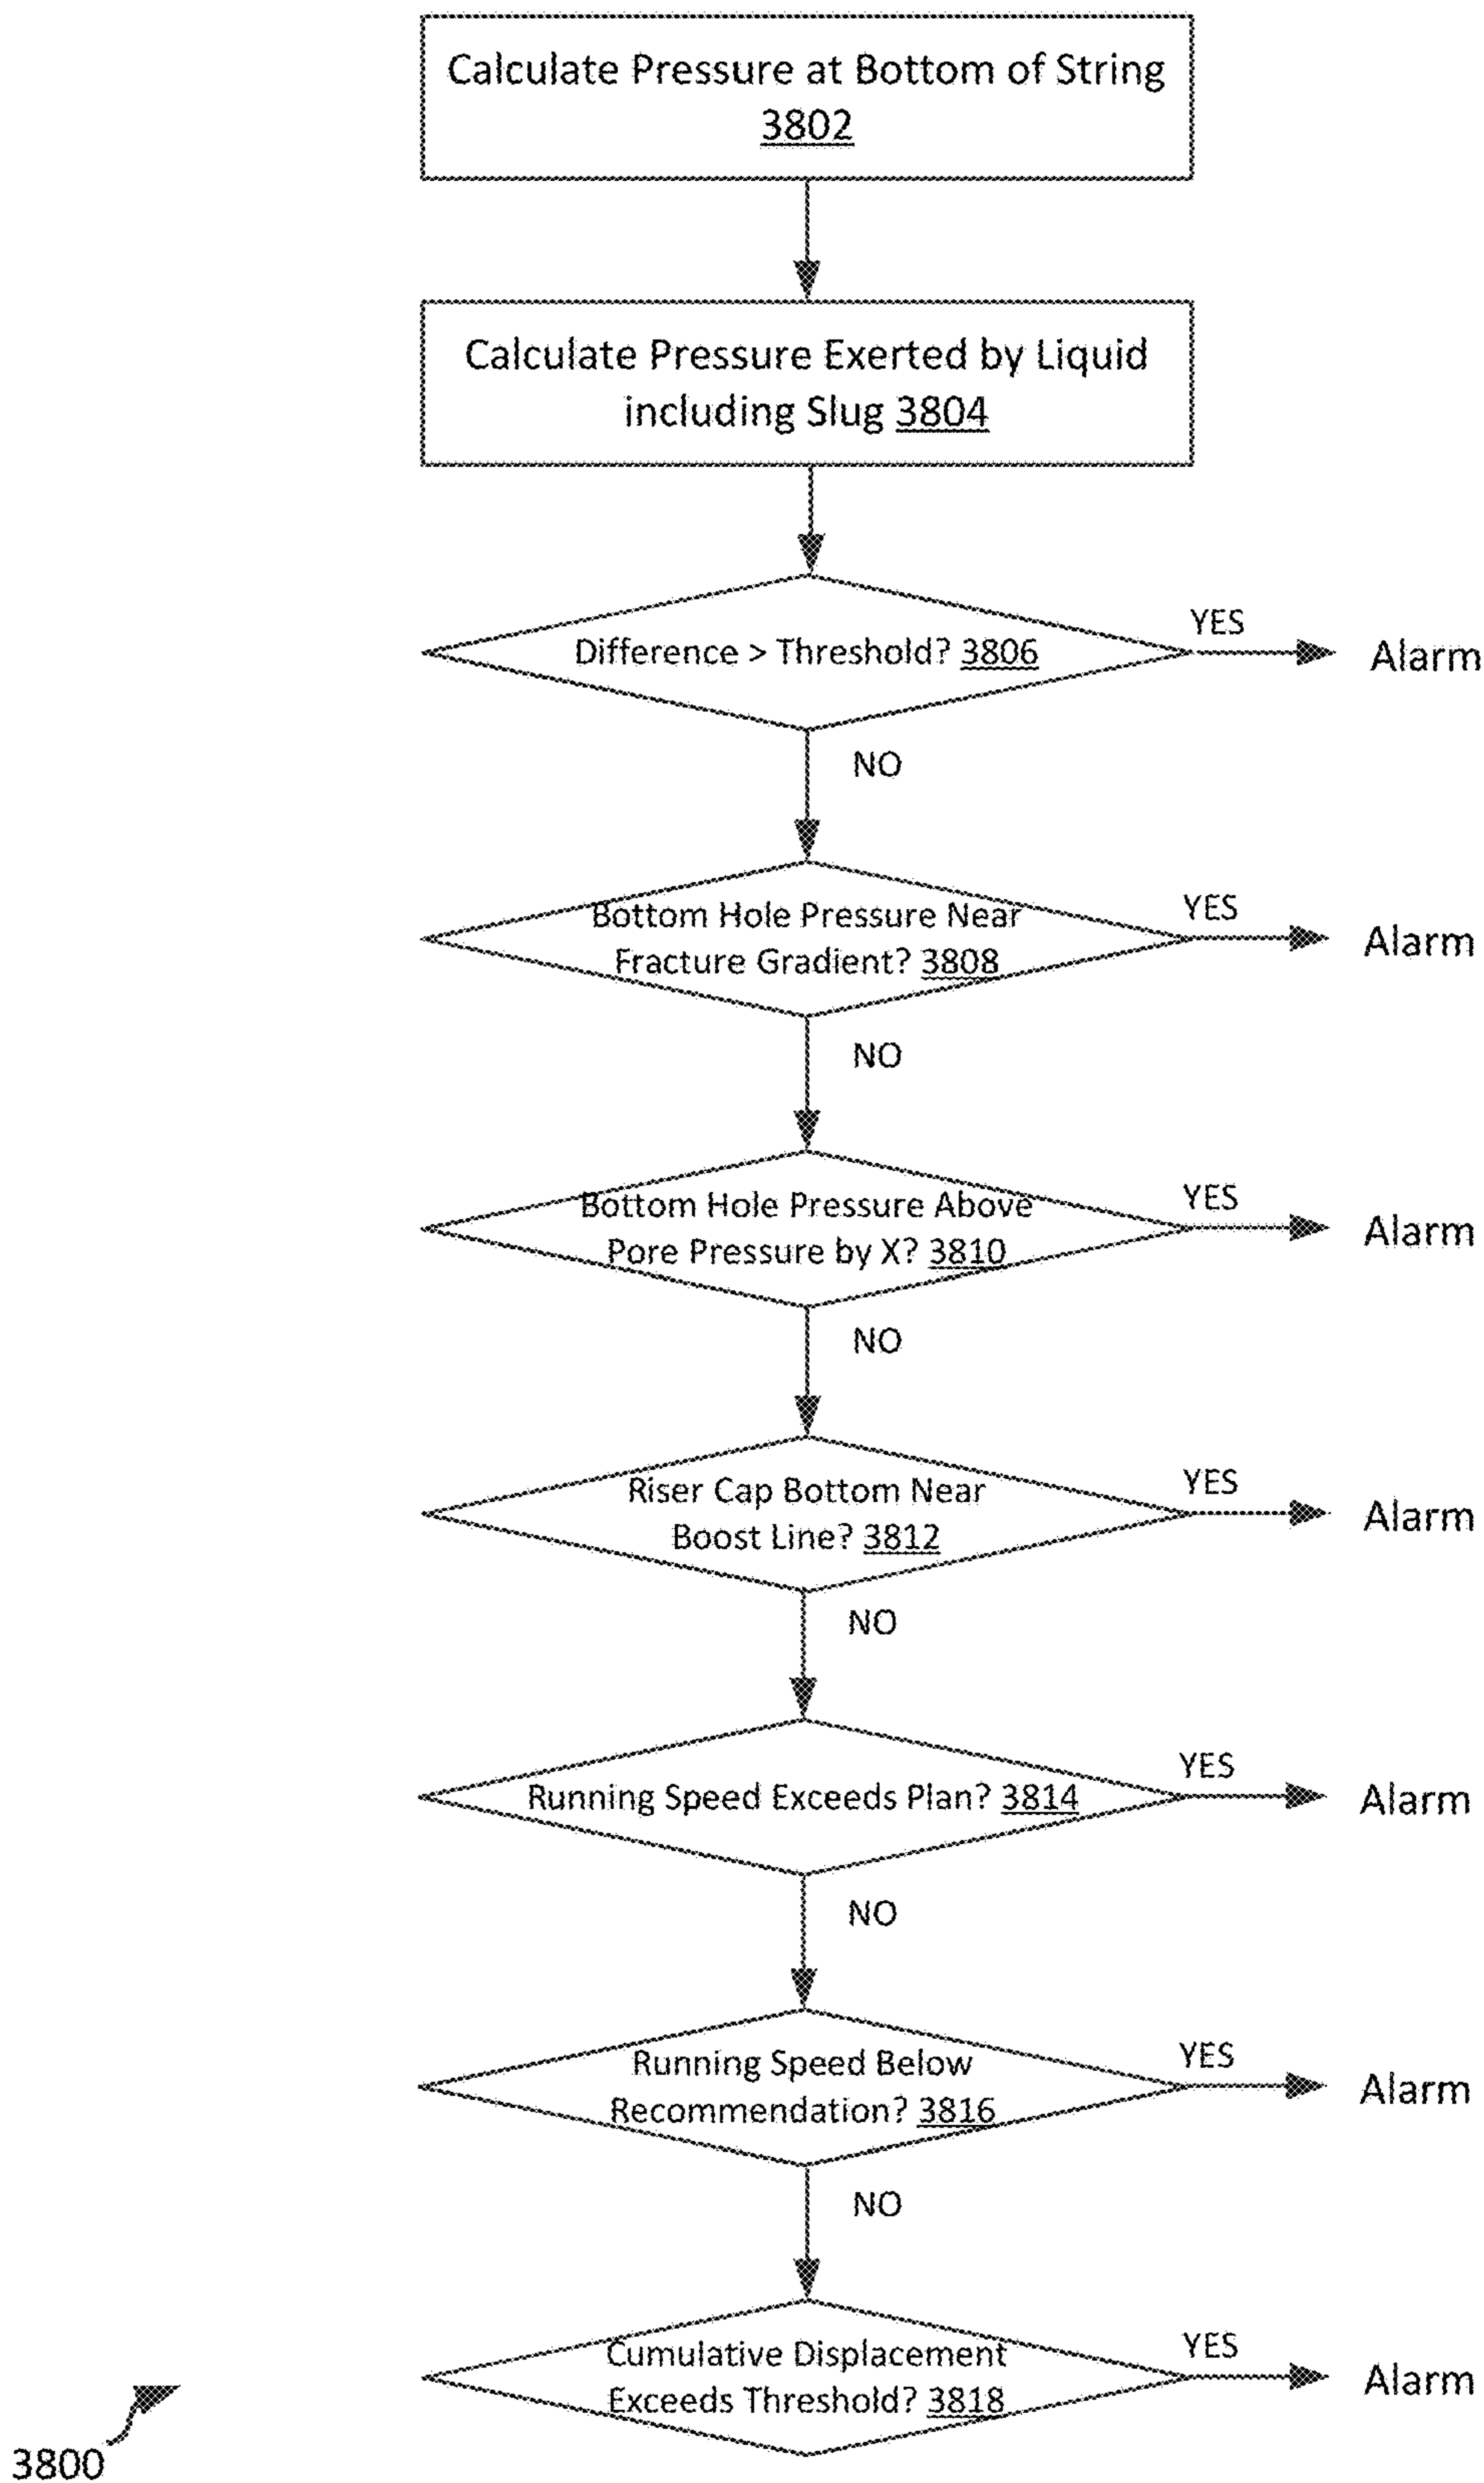 Calculate Pressure at Bottom of String
3802
Calculate Pressure Exerted by Liquid
including Slug 3804
YES
Difference > Threshold? 3806
Alarm
NO
YES
Bottom Hole Pressure Near
Fracture Gradient? 3808
Alarm
NO
YES
Bottom Hole Pressure Above
Pore Pressure by X? 3810
Alarm
NO
YES
Riser Cap Bottom Near
Boost Line? 3812
Alarm
NO
YES
Running Speed Exceeds Plan? 3814
Alarm
NO
YES
Running Speed Below
Recommendation? 3816
Alarm
NO
YES
Cumulative Displacement
Exceeds Threshold? 3818
Alarm
3800